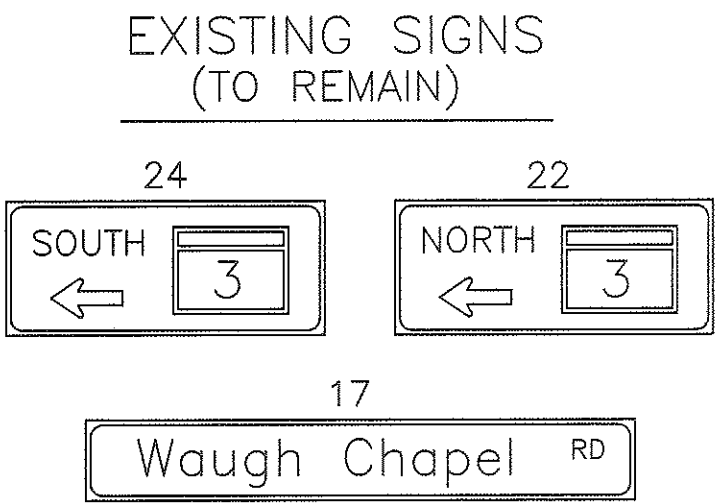 EXISTING SIGNS
(TO REMAIN)
24
SOUTH 3
22
NORTH 3
17
Waugh Chapel RD